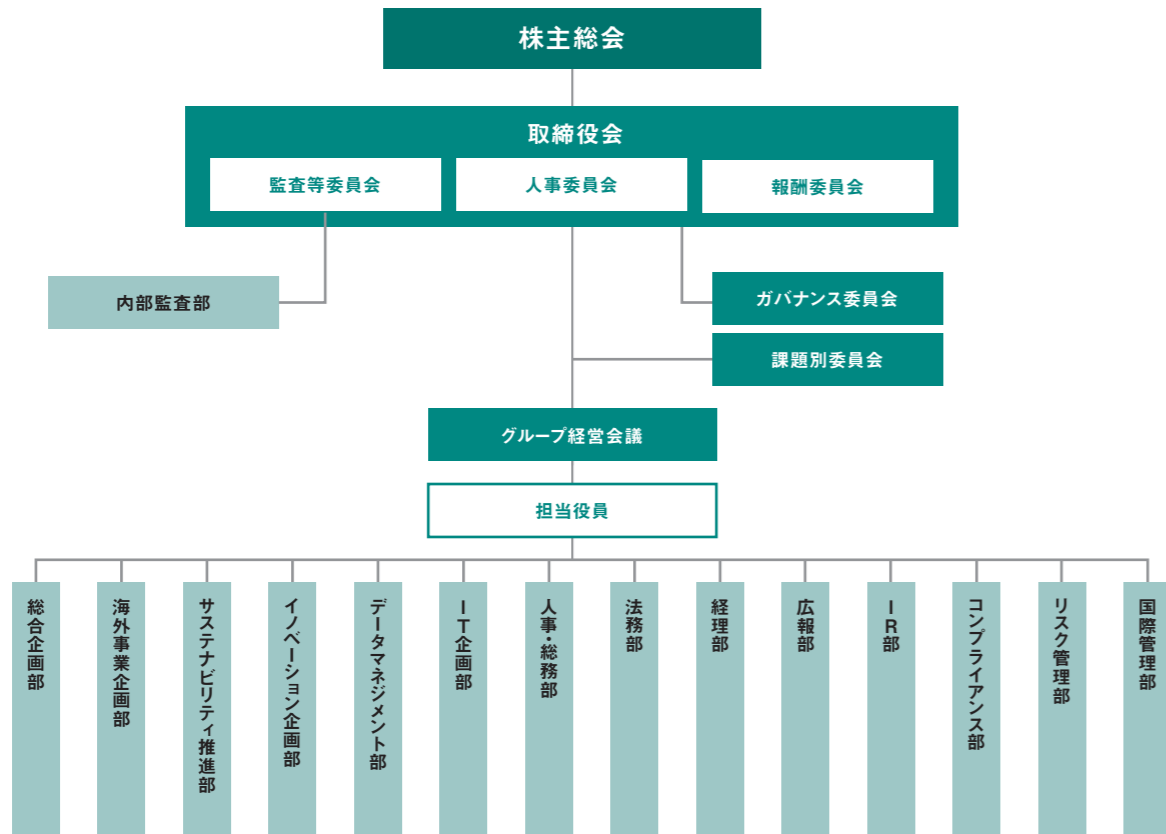 株主総会
取締役会
監査等委員会
人事委員会
報酬委員会
内部監査部
ガバナンス委員会
課題別委員会
グループ経営会議
担当役員
総合企画部
海外事業企画部
サステナビリティ推進部
イノベーション企画部
データマネジメント部
IT企画部
人事・総務部
法務部
経理部
広報部
IR部
コンプライアンス部
リスク管理部
国際管理部